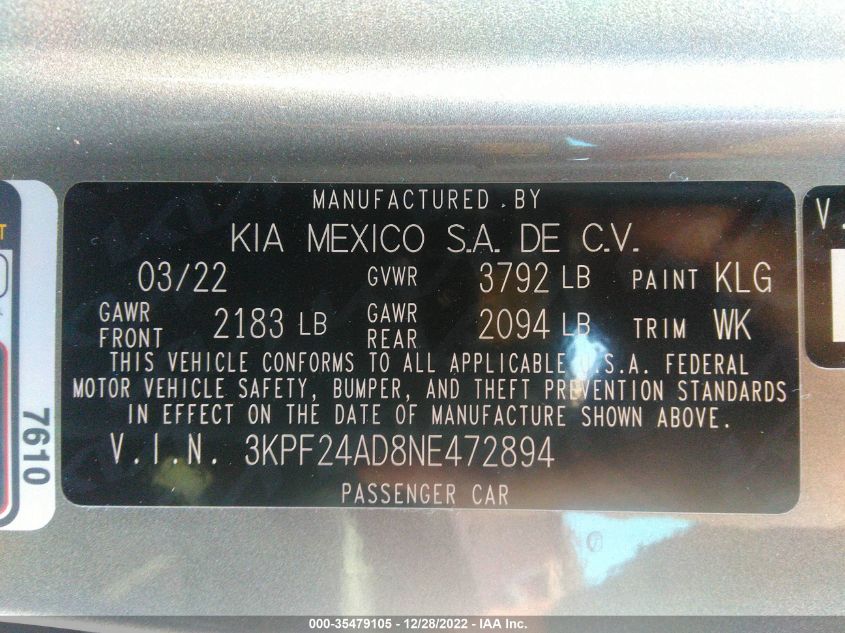 MANUFACTURED BY
KIA MEXICO S.A. DE C.V.
03/22 GVWR 3792 LB PAINT KLG
GAWR FRONT 2183 LB GAWR REAR 2094 LB TRIM WK
THIS VEHICLE CONFORMS TO ALL APPLICABLE U.S.A. FEDERAL
MOTOR VEHICLE SAFETY, BUMPER, AND THEFT PREVENTION STANDARDS
IN EFFECT ON THE DATE OF MANUFACTURE SHOWN ABOVE.
V.I.N. 3KPF24AD8NE472894
PASSENGER CAR
7610
V.
000-35479105 - 12/28/2022 - IAA Inc.